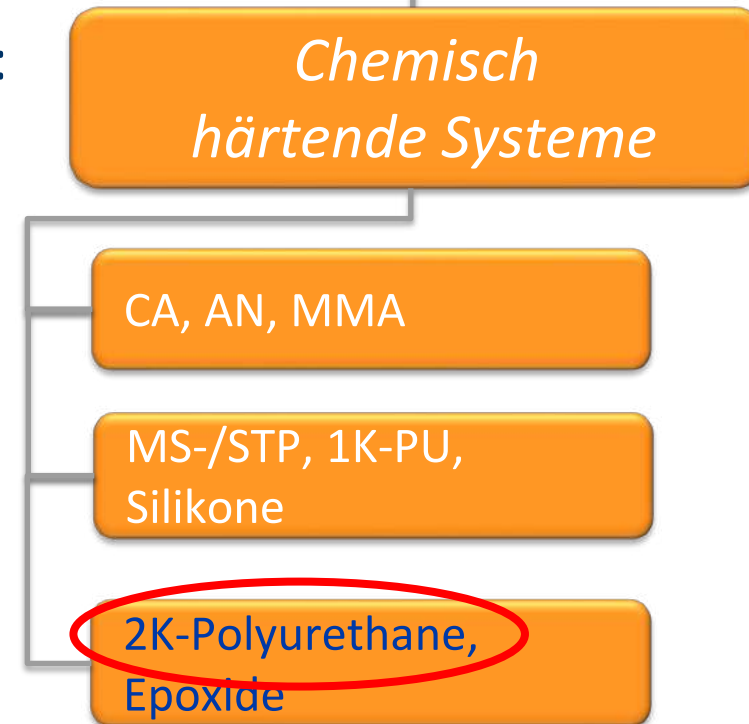 :
Chemisch
härtende Systeme
CA, AN, MMA
MS-/STP, 1K-PU,
Silikone
2K-Polyurethane,
Epoxide